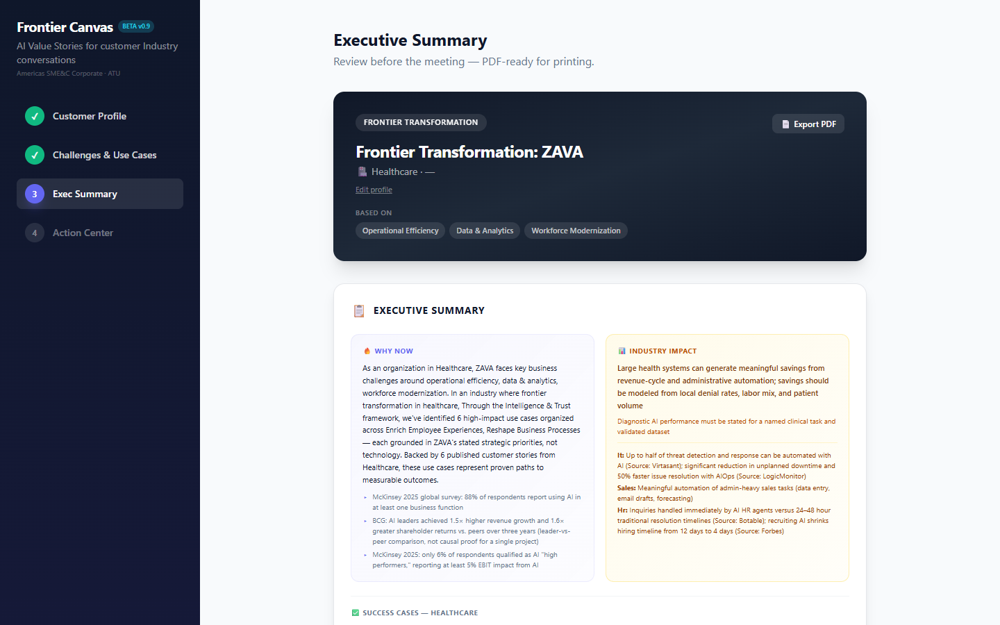 Frontier Canvas BETA v0.9
AI Value Stories for customer Industry
conversations
Americas SME&C Corporate · ATU
Customer Profile
Challenges & Use Cases
3 Exec Summary
4 Action Center
Executive Summary
Review before the meeting — PDF-ready for printing.
FRONTIER TRANSFORMATION
Export PDF
Frontier Transformation: ZAVA
Healthcare · —
Edit profile
BASED ON
Operational Efficiency Data & Analytics Workforce Modernization
EXECUTIVE SUMMARY
WHY NOW
As an organization in Healthcare, ZAVA faces key business
challenges around operational efficiency, data & analytics,
workforce modernization. In an industry where frontier
transformation in healthcare, Through the Intelligence & Trust
framework, we've identified 6 high-impact use cases organized
across Enrich Employee Experiences, Reshape Business Processes
— each grounded in ZAVA's stated strategic priorities, not
technology. Backed by 6 published customer stories from
Healthcare, these use cases represent proven paths to
measurable outcomes.
McKinsey 2025 global survey: 88% of respondents report using AI in
at least one business function
BCG: AI leaders achieved 1.5× higher revenue growth and 1.6×
greater shareholder returns vs. peers over three years (leader-vs-
peer comparison, not causal proof for a single project)
McKinsey 2025: only 6% of respondents qualified as AI "high
performers," reporting at least 5% EBIT impact from AI
INDUSTRY IMPACT
Large health systems can generate meaningful savings from
revenue-cycle and administrative automation; savings should
be modeled from local denial rates, labor mix, and patient
volume
Diagnostic AI performance must be stated for a named clinical task and
validated dataset
It: Up to half of threat detection and response can be automated with
AI (Source: Virtasant); significant reduction in unplanned downtime and
50% faster issue resolution with AIOps (Source: LogicMonitor)
Sales: Meaningful automation of admin-heavy sales tasks (data entry,
email drafts, forecasting)
Hr: Inquiries handled immediately by AI HR agents versus 24–48 hour
traditional resolution timelines (Source: Botable); recruiting AI shrinks
hiring timeline from 12 days to 4 days (Source: Forbes)
SUCCESS CASES — HEALTHCARE